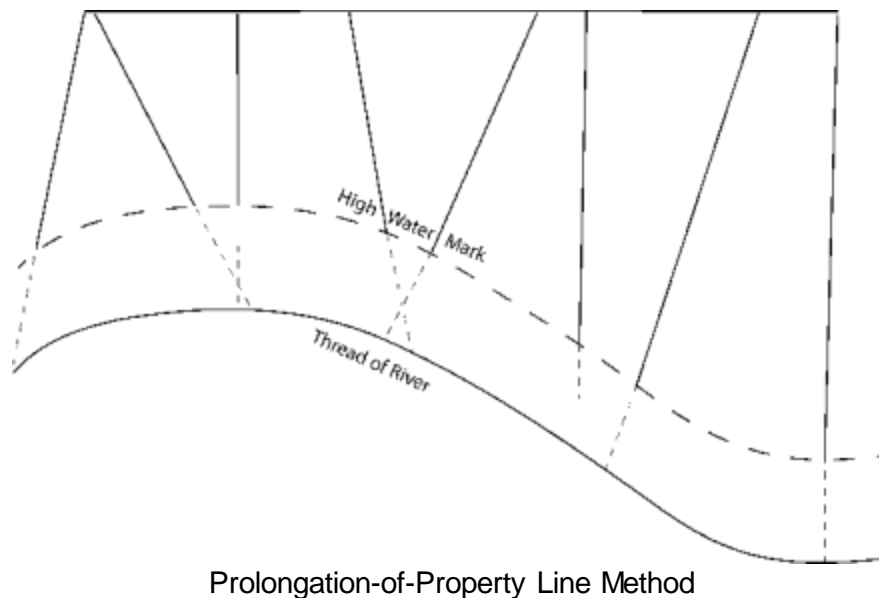 High Water Mark
Thread of River
Prolongation-of-Property Line Method